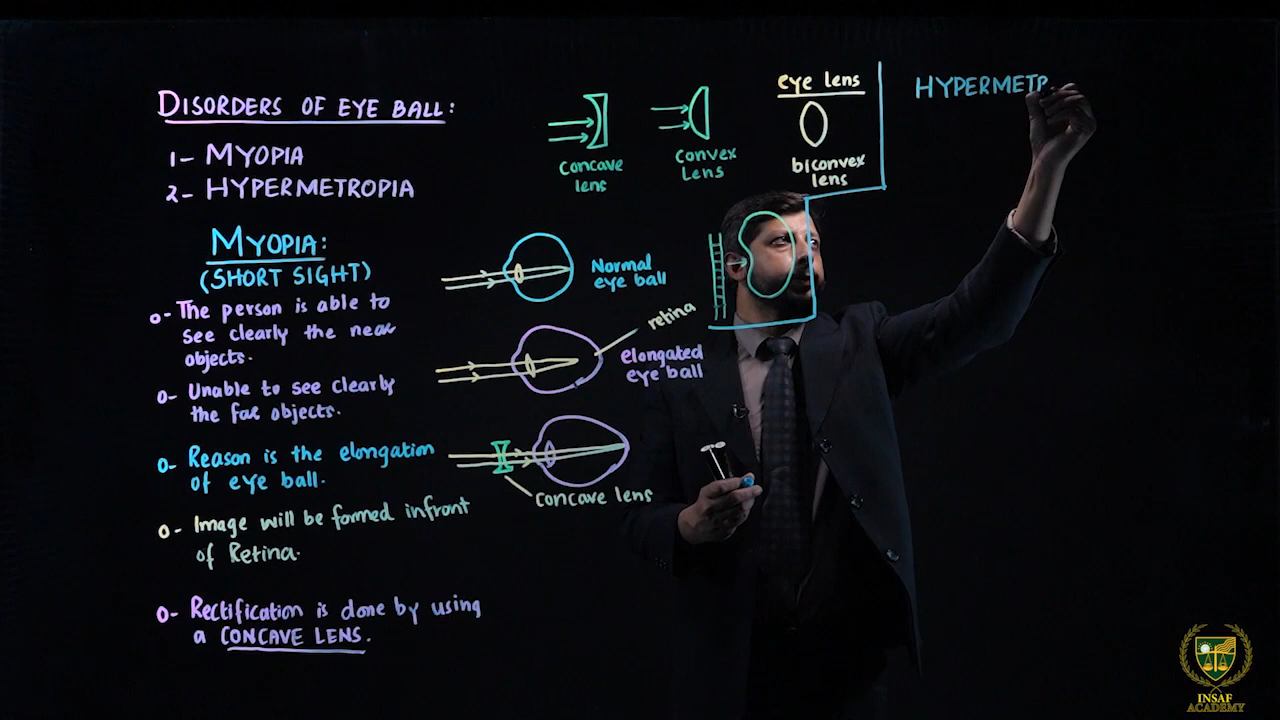 DISORDERS OF EYE BALL:
1- MYOPIA
2- HYPERMETROPIA
MYOPIA:
(SHORT SIGHT)
o- The person is able to
see clearly the near
objects.
o- Unable to see clearly
the far objects.
o- Reason is the elongation
of eye ball.
o- Image will be formed infront
of Retina.
o- Rectification is done by using
a CONCAVE LENS.
Concave
lens
Convex
Lens
eye lens
biconvex
lens
Normal
eye ball
retina
elongated
eye ball
Concave lens
HYPERMETR
INSAF
ACADEMY